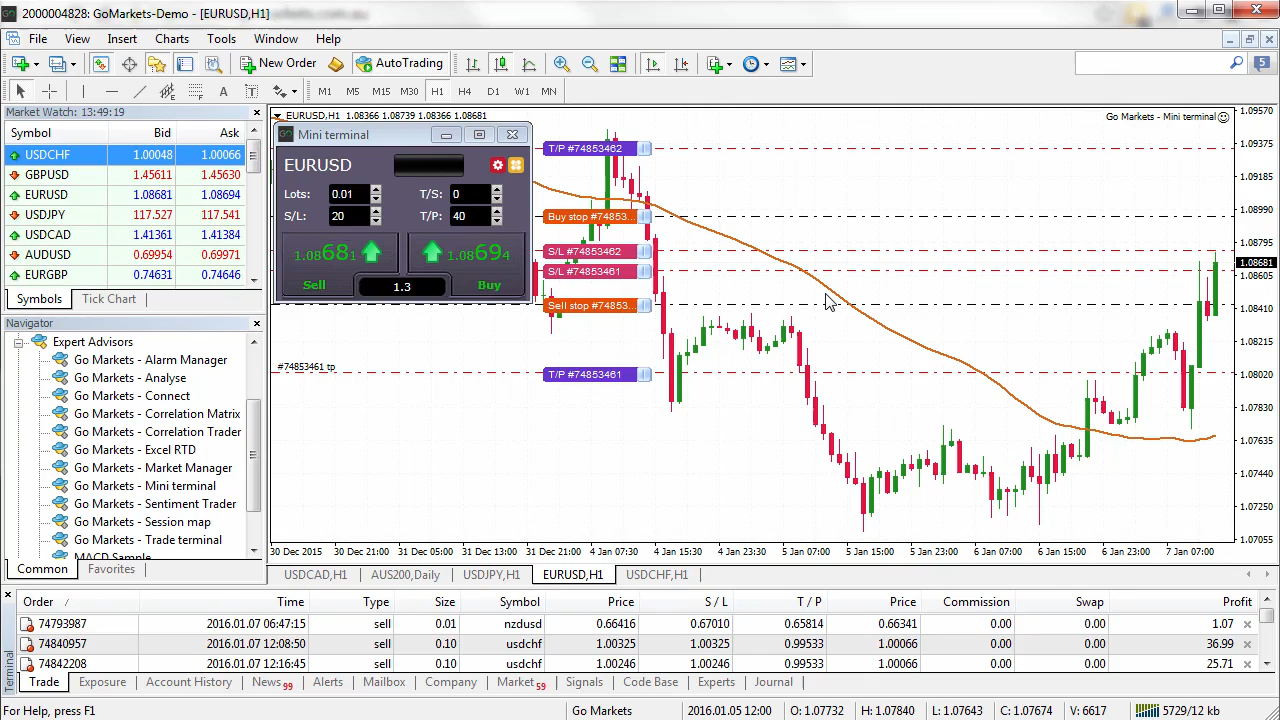 2000004828: GoMarkets-Demo - [EURUSD,H1]
File View Insert Charts Tools Window Help
New Order AutoTrading 5
A T M1 M5 M15 M30 H1 H4 D1 W1 MN
Market Watch: 13:49:19
Symbol Bid Ask
USDCHF 1.00048 1.00066
GBPUSD 1.45611 1.45630
EURUSD 1.08681 1.08694
USDJPY 117.527 117.541
USDCAD 1.41361 1.41384
AUDUSD 0.69954 0.69971
EURGBP 0.74631 0.74646
Symbols Tick Chart
Navigator
Expert Advisors
Go Markets - Alarm Manager
Go Markets - Analyse
Go Markets - Connect
Go Markets - Correlation Matrix
Go Markets - Correlation Trader
Go Markets - Excel RTD
Go Markets - Market Manager
Go Markets - Mini terminal
Go Markets - Sentiment Trader
Go Markets - Session map
Go Markets - Trade terminal
MACD Sample
Common Favorites
EURUSD,H1 1.08366 1.08739 1.08366 1.08681
Go Markets - Mini terminal
Mini terminal
EURUSD
Lots: 0.01 T/S: 0
S/L: 20 T/P: 40
1.08681 1.08694
Sell 1.3 Buy
T/P #74853462
Buy stop #74853...
S/L #74853462
S/L #74853461
Sell stop #74853...
T/P #74853461
#74853461 tp
1.09570
1.09375
1.09185
1.08990
1.08795
1.08681
1.08605
1.08410
1.08215
1.08020
1.07830
1.07635
1.07440
1.07250
1.07055
30 Dec 2015 30 Dec 21:00 31 Dec 05:00 31 Dec 13:00 31 Dec 21:00 4 Jan 07:30 4 Jan 15:30 4 Jan 23:30 5 Jan 07:00 5 Jan 15:00 5 Jan 23:00 6 Jan 07:00 6 Jan 15:00 6 Jan 23:00 7 Jan 07:00
USDCAD,H1 AUS200,Daily USDJPY,H1 EURUSD,H1 USDCHF,H1
Order / Time Type Size Symbol Price S / L T / P Price Commission Swap Profit
74793987 2016.01.07 06:47:15 sell 0.01 nzdusd 0.66416 0.67010 0.65814 0.66341 0.00 0.00 1.07
74840957 2016.01.07 12:08:50 sell 0.10 usdchf 1.00325 1.00325 0.99533 1.00066 0.00 0.00 36.99
74842208 2016.01.07 12:16:45 sell 0.10 usdchf 1.00246 1.00246 0.99533 1.00066 0.00 0.00 25.71
Terminal
Trade Exposure Account History News 99 Alerts Mailbox Company Market 59 Signals Code Base Experts Journal
For Help, press F1 Go Markets 2016.01.05 12:00 O: 1.07732 H: 1.07840 L: 1.07643 C: 1.07674 V: 6617 5729/12 kb